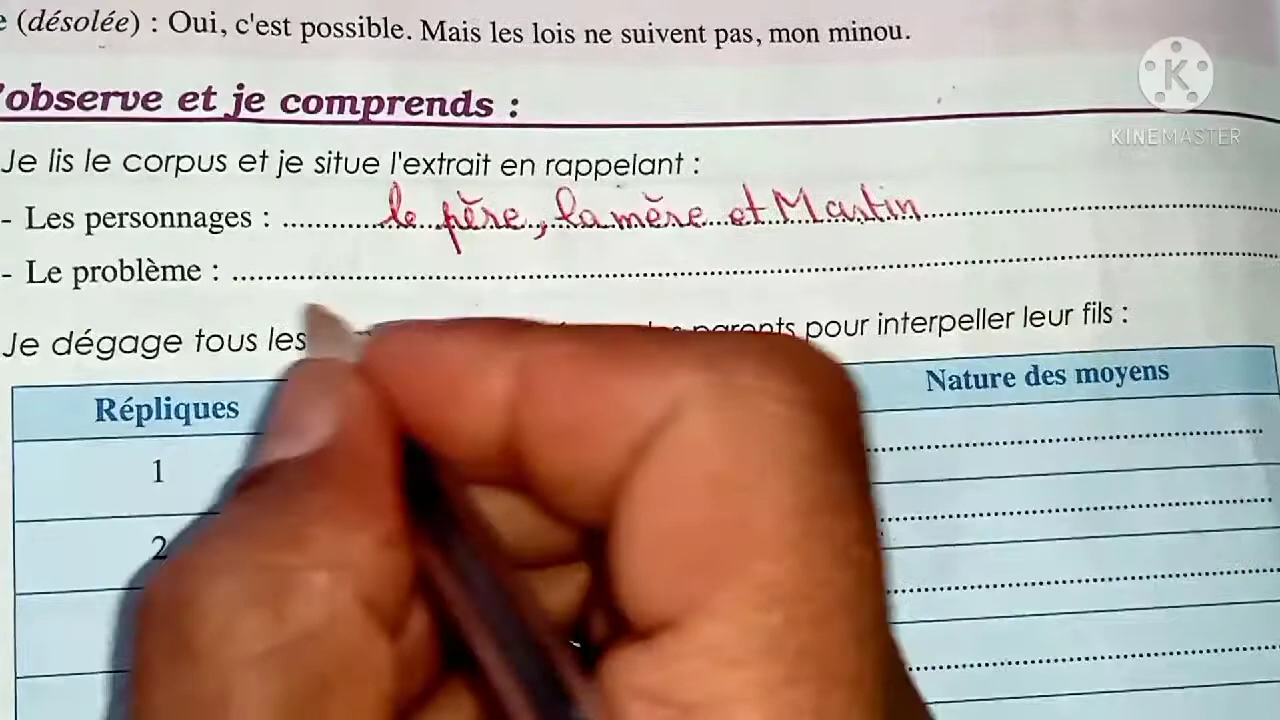 (désolée) : Oui, c'est possible. Mais les lois ne suivent pas, mon minou.
K
KINEMASTER
'observe et je comprends :
Je lis le corpus et je situe l'extrait en rappelant :
- Les personnages : ............le père, la mère et Martin............
- Le problème : ............
Je dégage tous les parents pour interpeller leur fils :
Répliques Nature des moyens
1
2